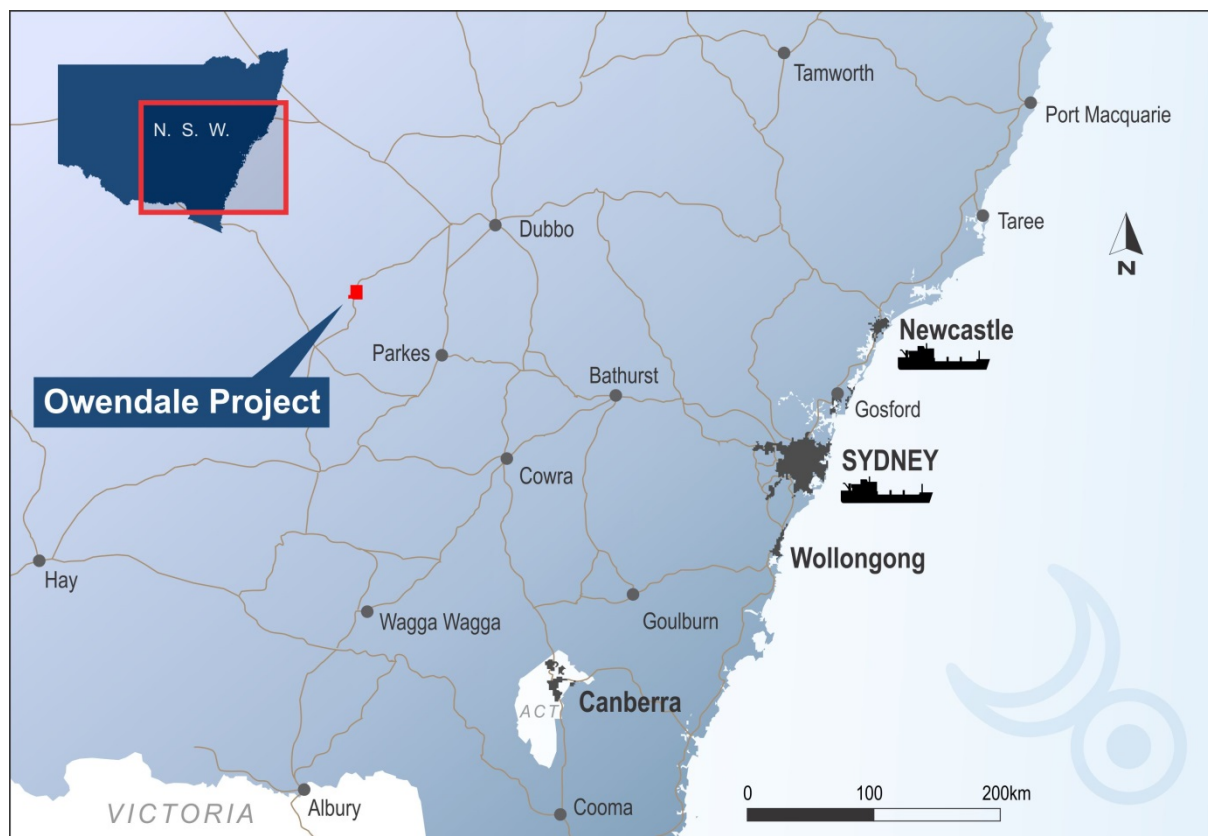 Tamworth
N. S. W.
Port Macquarie
Dubbo
Taree
N
Newcastle
Parkes
Bathurst
Owendale Project
Gosford
SYDNEY
Cowra
Wollongong
Hay
Wagga Wagga
Goulburn
Canberra
ACT
VICTORIA
Albury
Cooma
0 100 200km